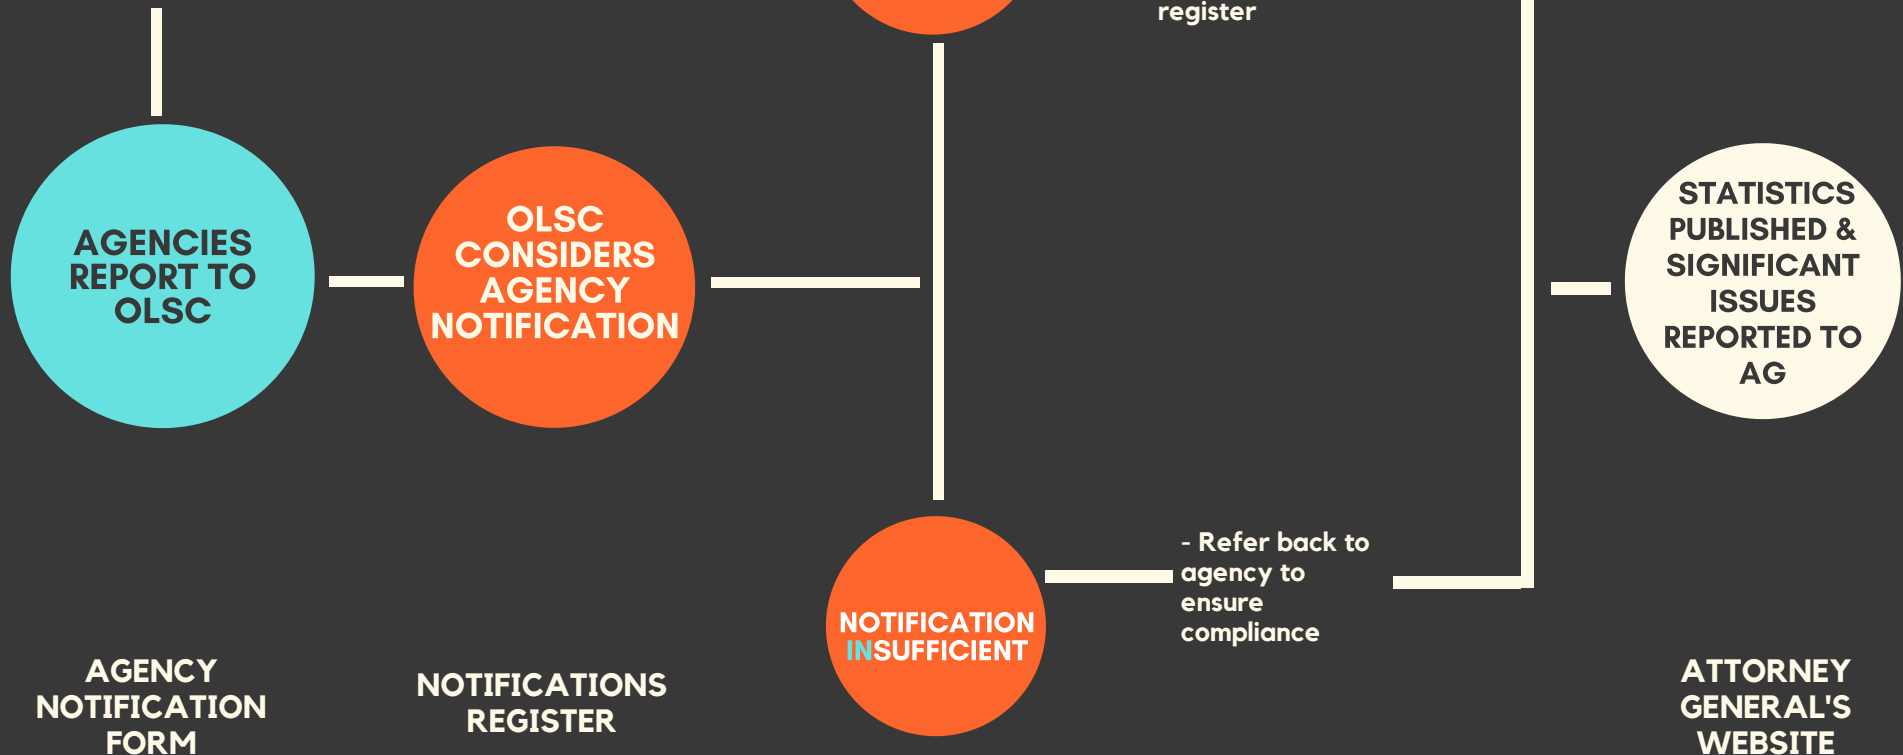 register
AGENCIES
REPORT TO
OLSC
OLSC
CONSIDERS
AGENCY
NOTIFICATION
STATISTICS
PUBLISHED &
SIGNIFICANT
ISSUES
REPORTED TO
AG
NOTIFICATION
INSUFFICIENT
- Refer back to
agency to
ensure
compliance
AGENCY
NOTIFICATION
FORM
NOTIFICATIONS
REGISTER
ATTORNEY
GENERAL'S
WEBSITE